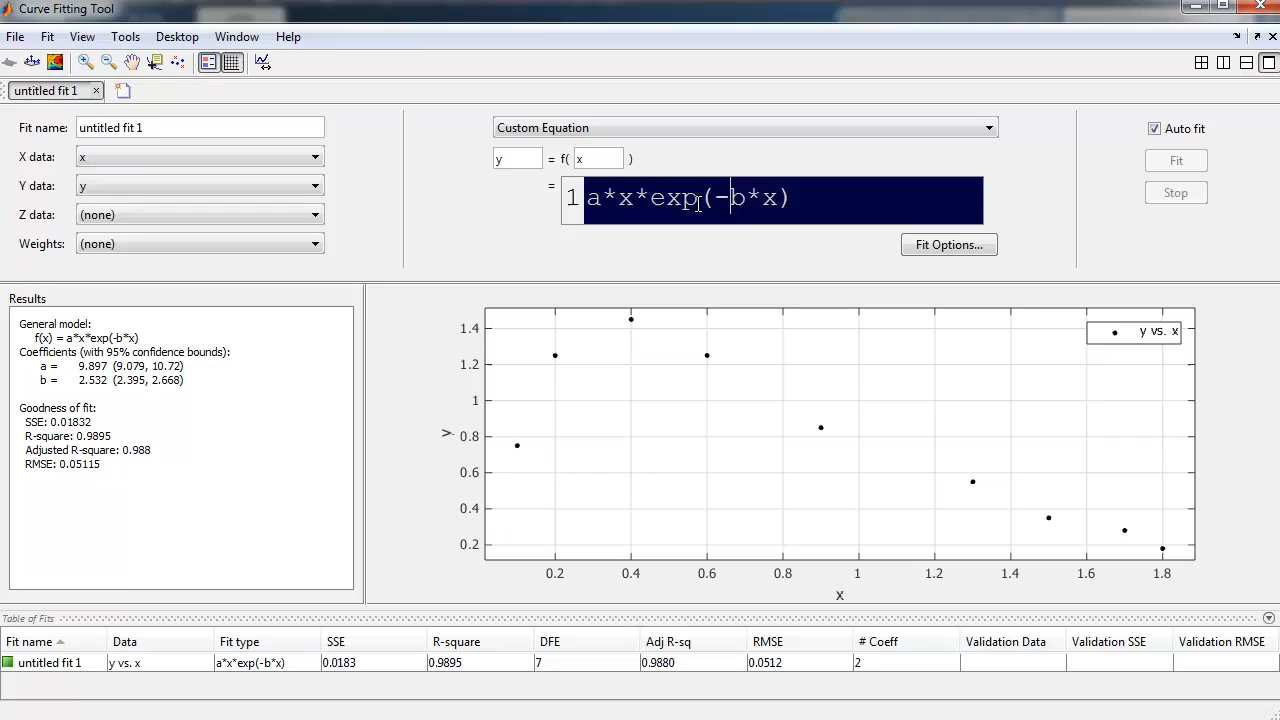 Curve Fitting Tool
File Fit View Tools Desktop Window Help
untitled fit 1
Fit name: untitled fit 1
X data: x
Y data: y
Z data: (none)
Weights: (none)
Custom Equation
y = f( x )
= 1 a*x*exp(-b*x)
Fit Options...
Auto fit
Fit
Stop
Results
General model:
f(x) = a*x*exp(-b*x)
Coefficients (with 95% confidence bounds):
a = 9.897 (9.079, 10.72)
b = 2.532 (2.395, 2.668)
Goodness of fit:
SSE: 0.01832
R-square: 0.9895
Adjusted R-square: 0.988
RMSE: 0.05115
y vs. x
1.4
1.2
1
0.8
0.6
0.4
0.2
y
0.2 0.4 0.6 0.8 1 1.2 1.4 1.6 1.8
x
Table of Fits
Fit name Data Fit type SSE R-square DFE Adj R-sq RMSE # Coeff Validation Data Validation SSE Validation RMSE
untitled fit 1 y vs. x a*x*exp(-b*x) 0.0183 0.9895 7 0.9880 0.0512 2